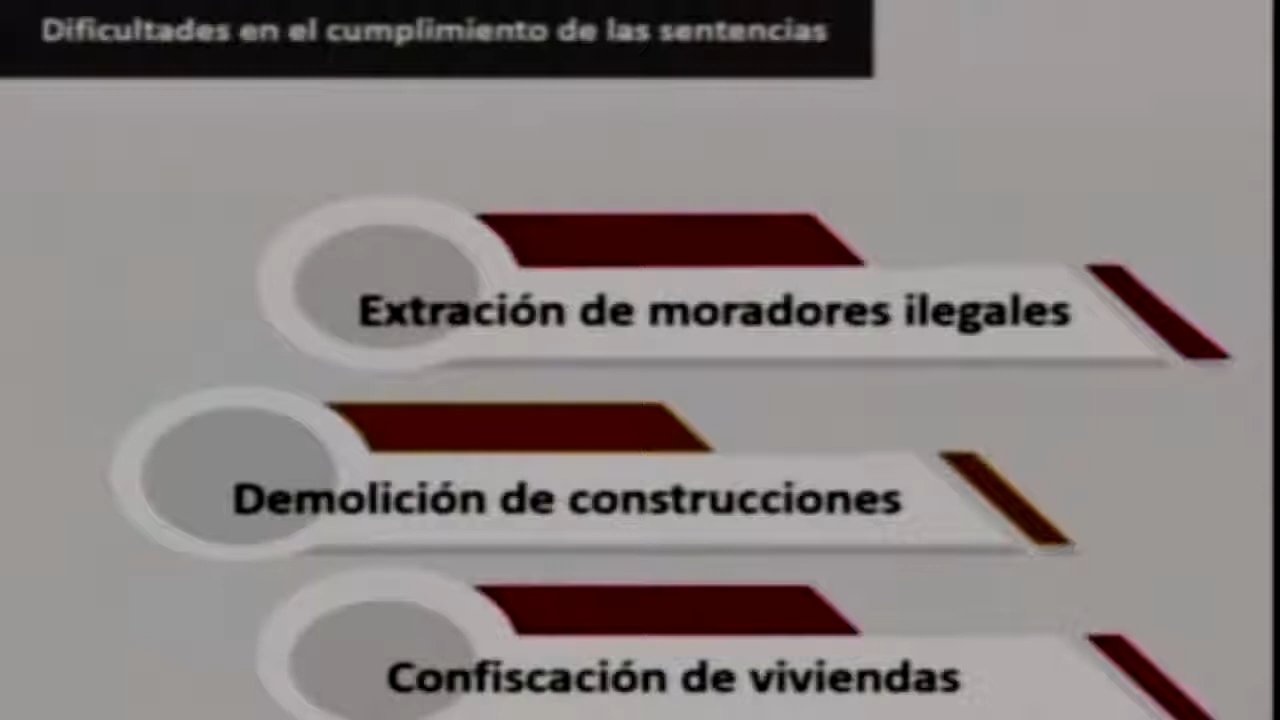 Dificultades en el cumplimiento de las sentencias
Extración de moradores ilegales
Demolición de construcciones
Confiscación de viviendas